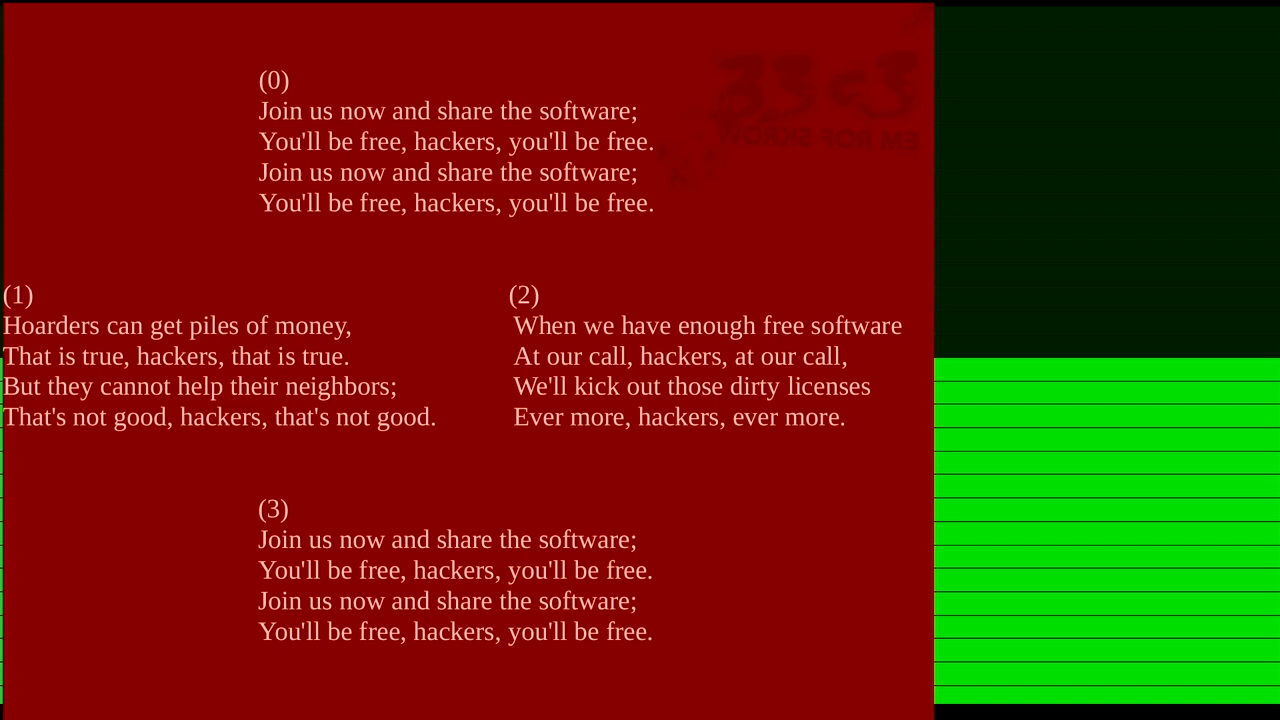 (0)
Join us now and share the software;
You'll be free, hackers, you'll be free.
Join us now and share the software;
You'll be free, hackers, you'll be free.
(1)
Hoarders can get piles of money,
That is true, hackers, that is true.
But they cannot help their neighbors;
That's not good, hackers, that's not good.
(2)
When we have enough free software
At our call, hackers, at our call,
We'll kick out those dirty licenses
Ever more, hackers, ever more.
(3)
Join us now and share the software;
You'll be free, hackers, you'll be free.
Join us now and share the software;
You'll be free, hackers, you'll be free.